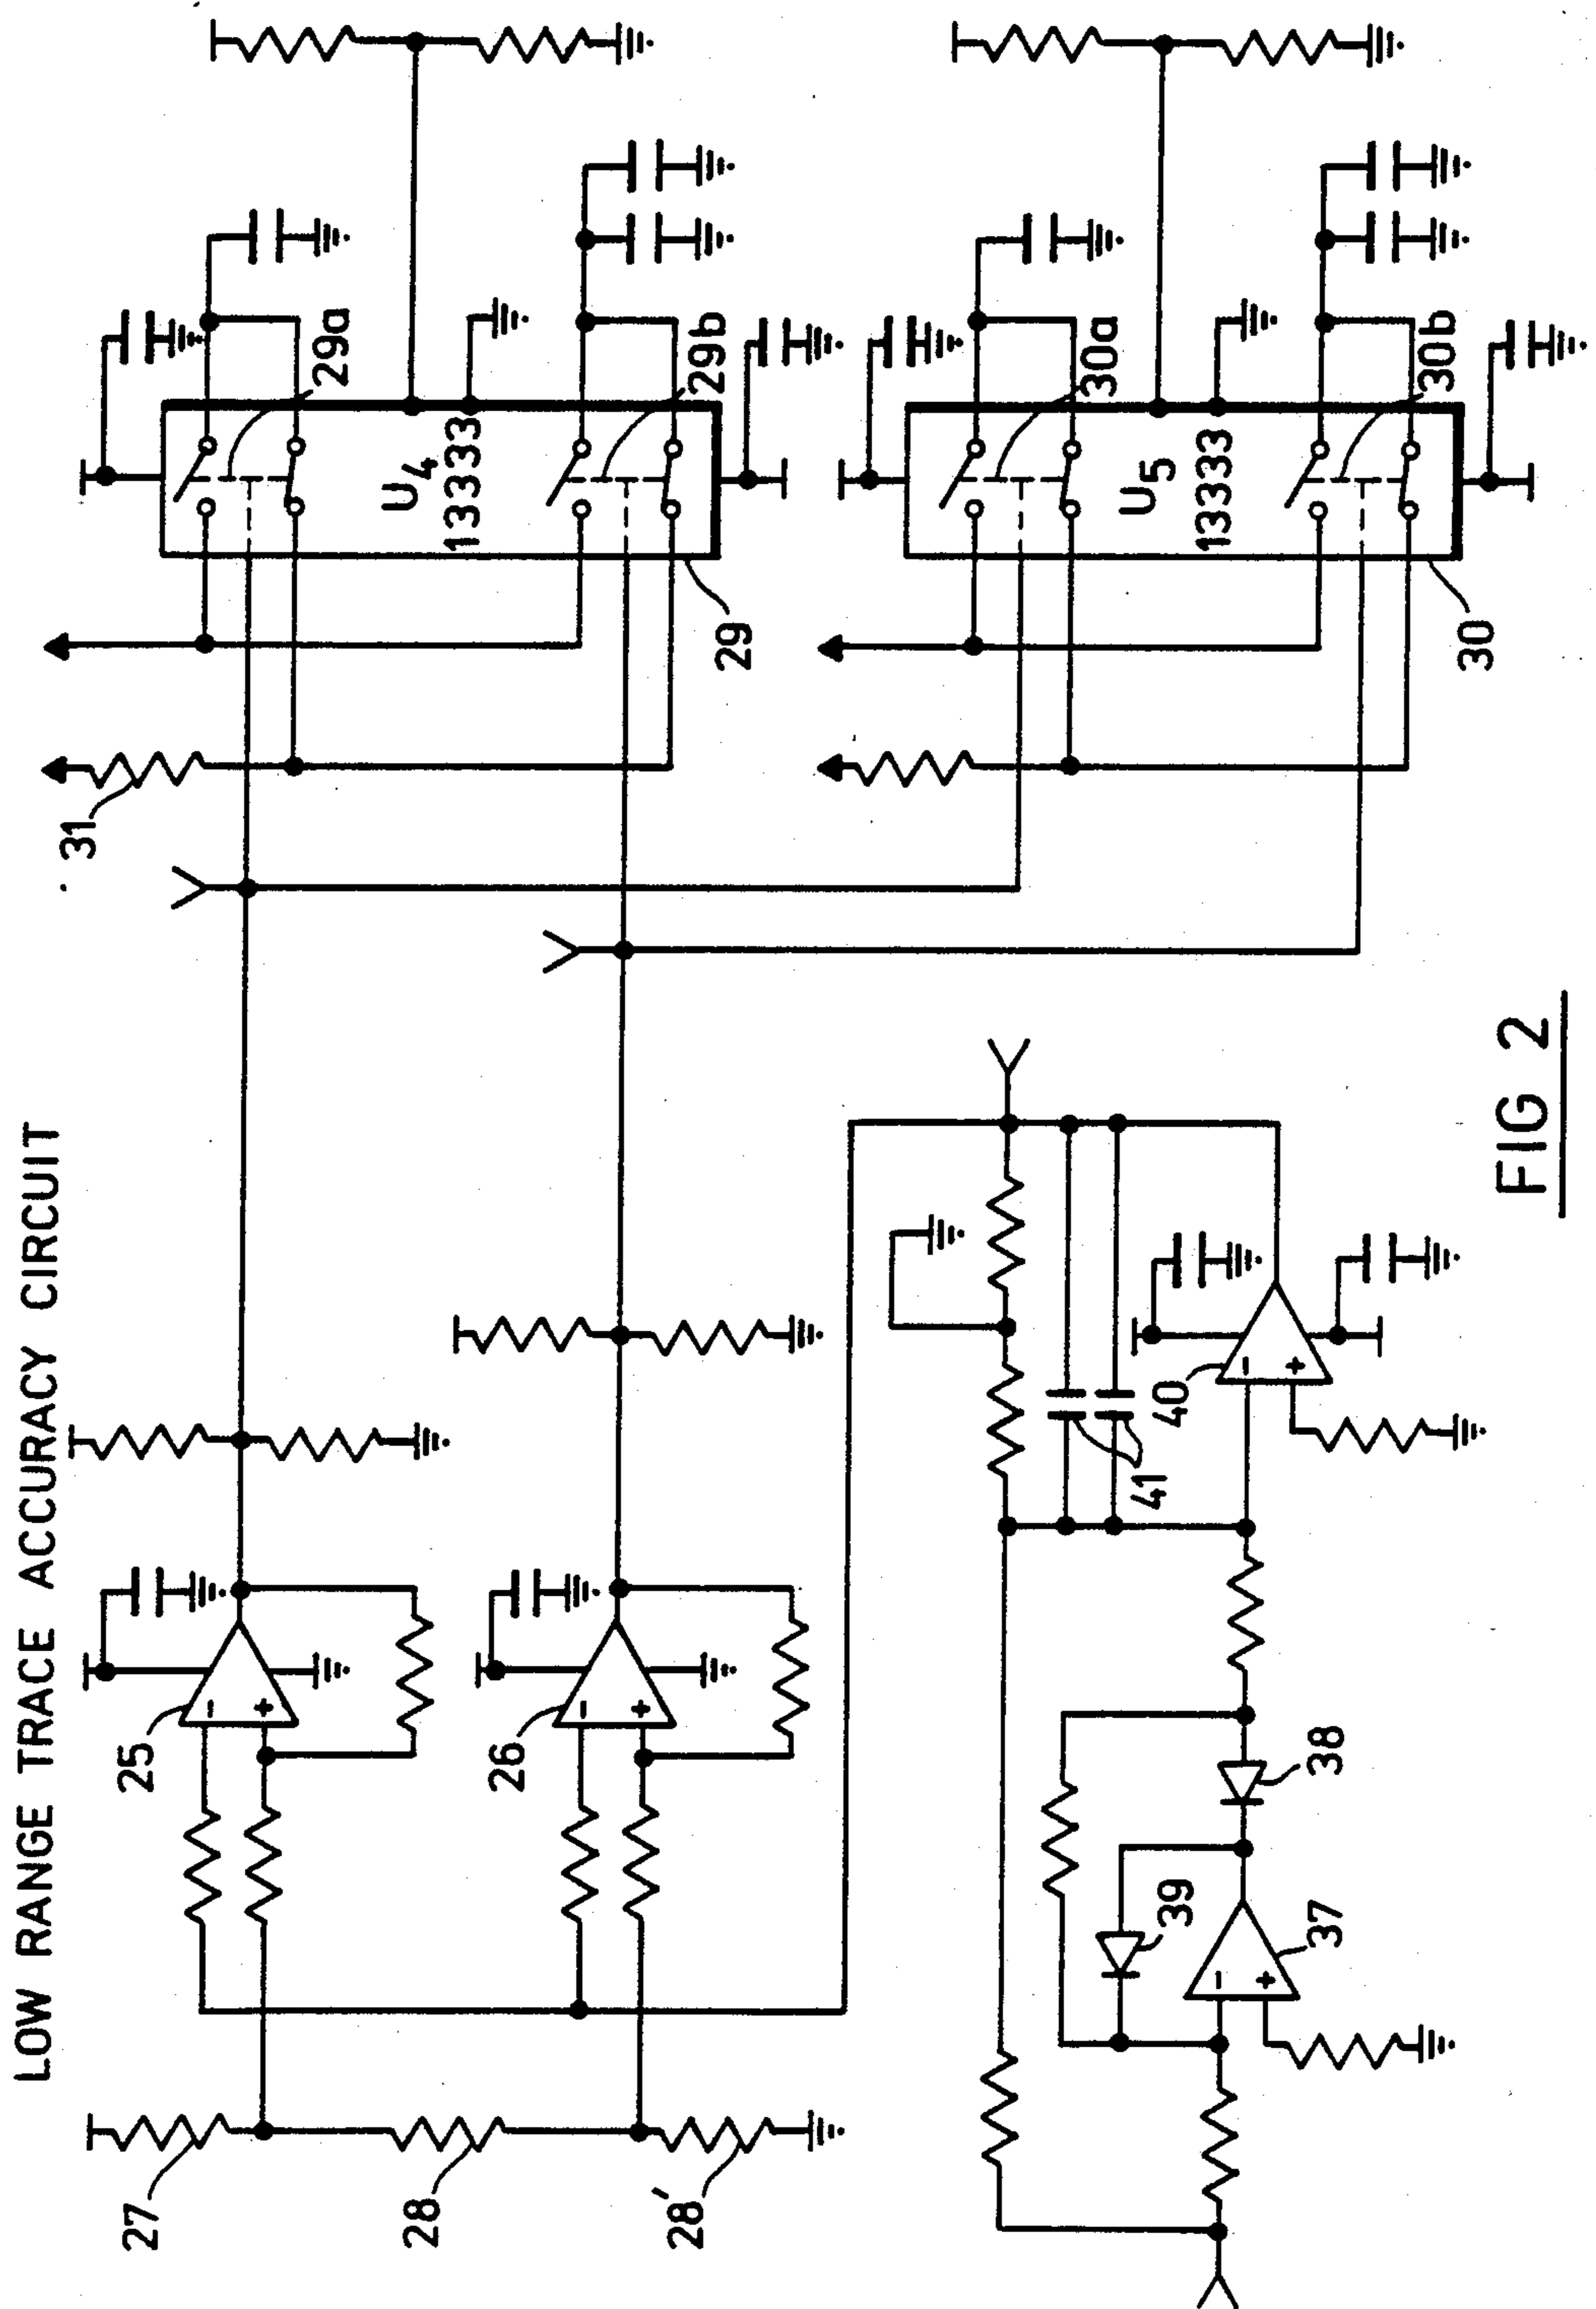 LOW RANGE TRACE ACCURACY CIRCUIT
27
28
28'
25
26
-
+
-
+
31
29
U4
13333
29a
29b
30
U5
13333
30a
30b
37
-
+
38
39
40
-
+
41
FIG 2